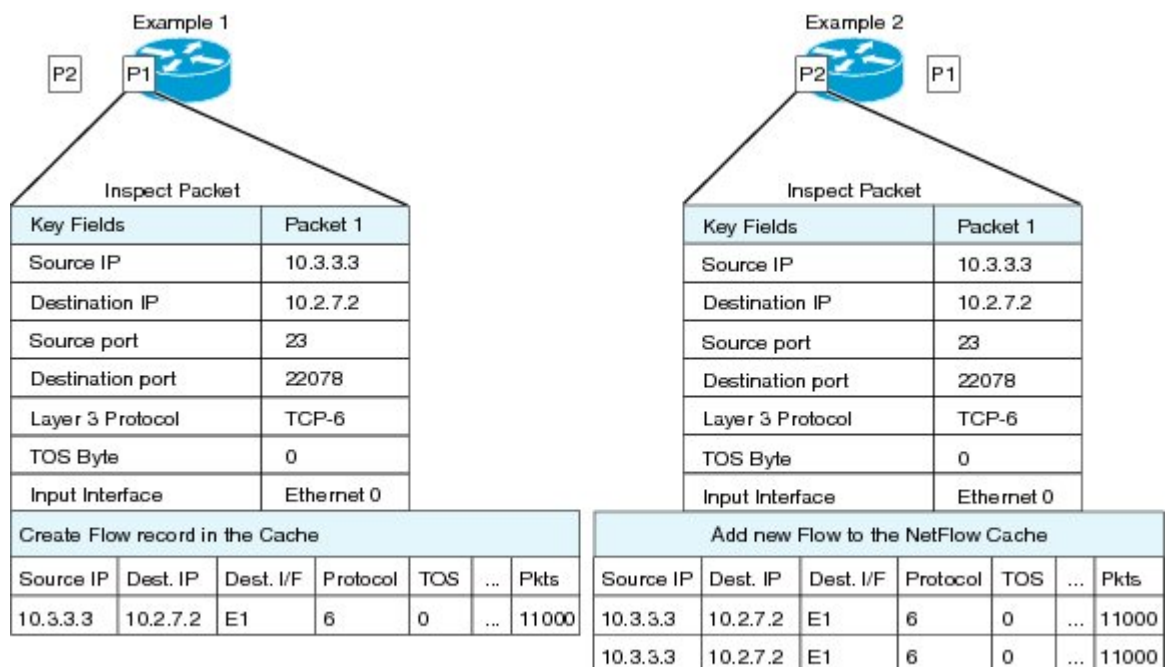 Example 1
P2 P1
Inspect Packet
Key Fields Packet 1
Source IP 10.3.3.3
Destination IP 10.2.7.2
Source port 23
Destination port 22078
Layer 3 Protocol TCP-6
TOS Byte 0
Input Interface Ethernet 0
Create Flow record in the Cache
Source IP Dest. IP Dest. I/F Protocol TOS ... Pkts
10.3.3.3 10.2.7.2 E1 6 0 ... 11000
Example 2
P2 P1
Inspect Packet
Key Fields Packet 1
Source IP 10.3.3.3
Destination IP 10.2.7.2
Source port 23
Destination port 22078
Layer 3 Protocol TCP-6
TOS Byte 0
Input Interface Ethernet 0
Add new Flow to the NetFlow Cache
Source IP Dest. IP Dest. I/F Protocol TOS ... Pkts
10.3.3.3 10.2.7.2 E1 6 0 ... 11000
10.3.3.3 10.2.7.2 E1 6 0 ... 11000